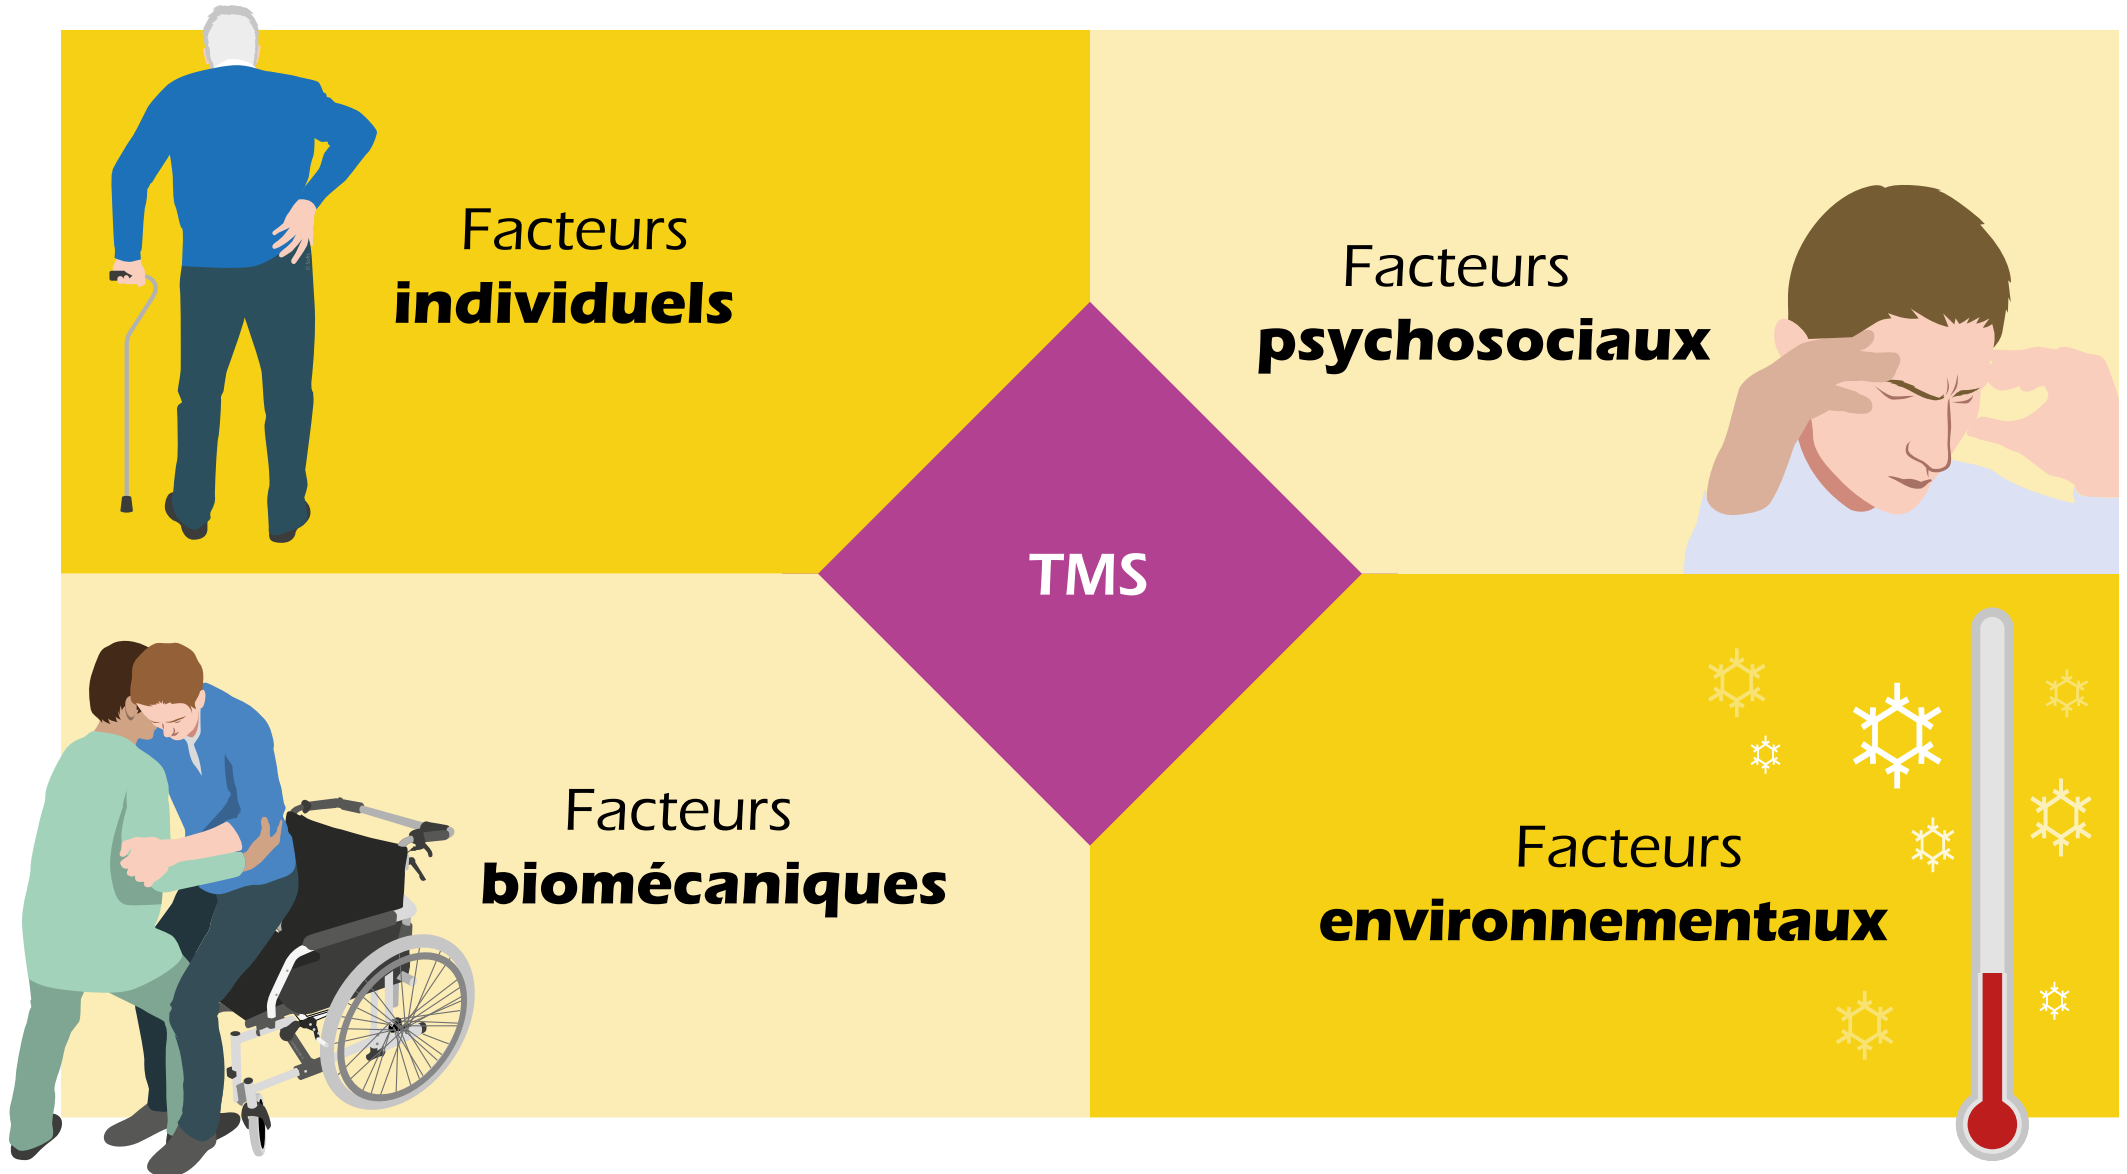 Facteurs
individuels
Facteurs
psychosociaux
TMS
Facteurs
biomécaniques
Facteurs
environnementaux